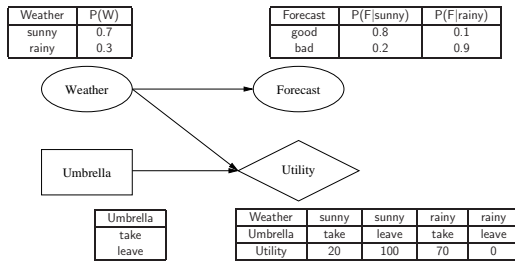 Weather P(W)
sunny 0.7
rainy 0.3
Forecast P(F|sunny) P(F|rainy)
good 0.8 0.1
bad 0.2 0.9
Weather
Forecast
Umbrella
Utility
Umbrella
take
leave
Weather sunny sunny rainy rainy
Umbrella take leave take leave
Utility 20 100 70 0